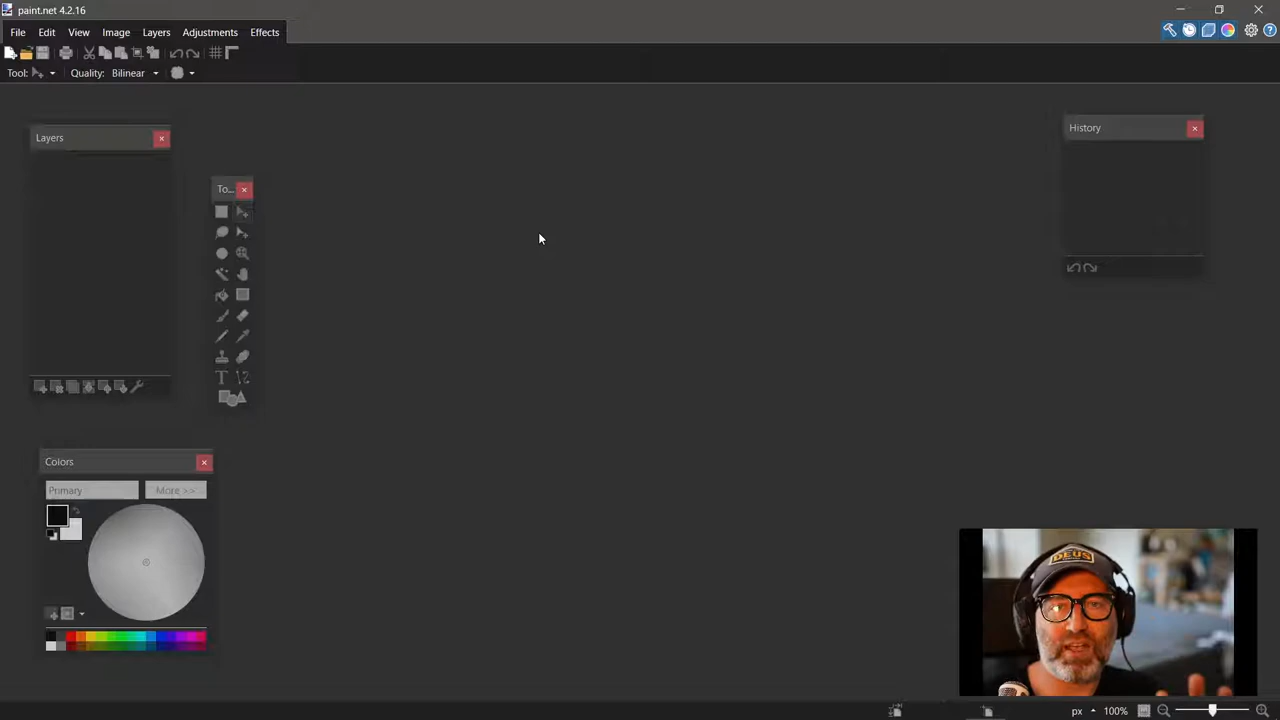 paint.net 4.2.16
File Edit View Image Layers Adjustments Effects
Tool: Quality: Bilinear
Layers
To...
History
Colors
Primary More >>
DEUS
px 100%